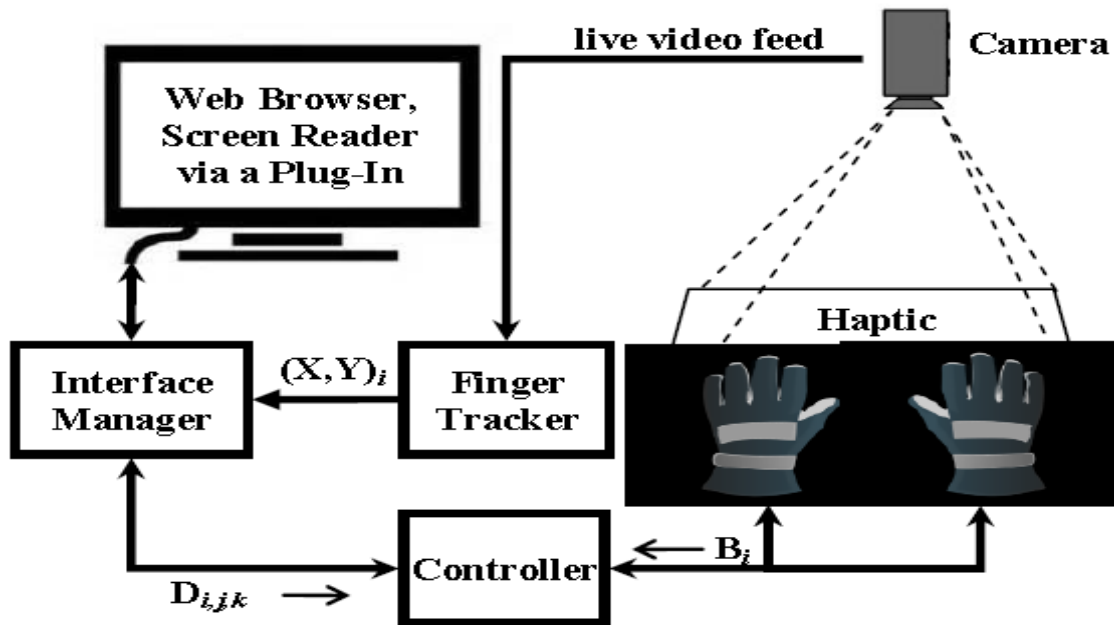 live video feed
Camera
Web Browser,
Screen Reader
via a Plug-In
Haptic
Interface
Manager
(X,Y)i
Finger
Tracker
Controller
Bi
Di,j,k